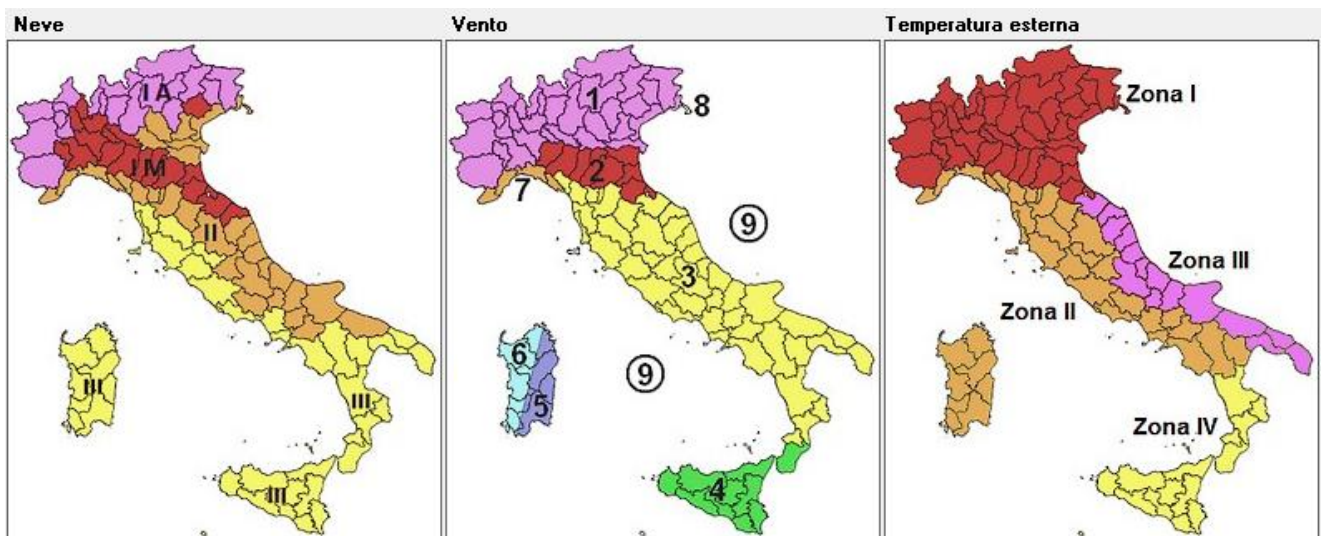 Neve
I A
I M
II
III
III
III
Vento
1
8
2
7
9
3
6
9
5
4
Temperatura esterna
Zona I
Zona III
Zona II
Zona IV